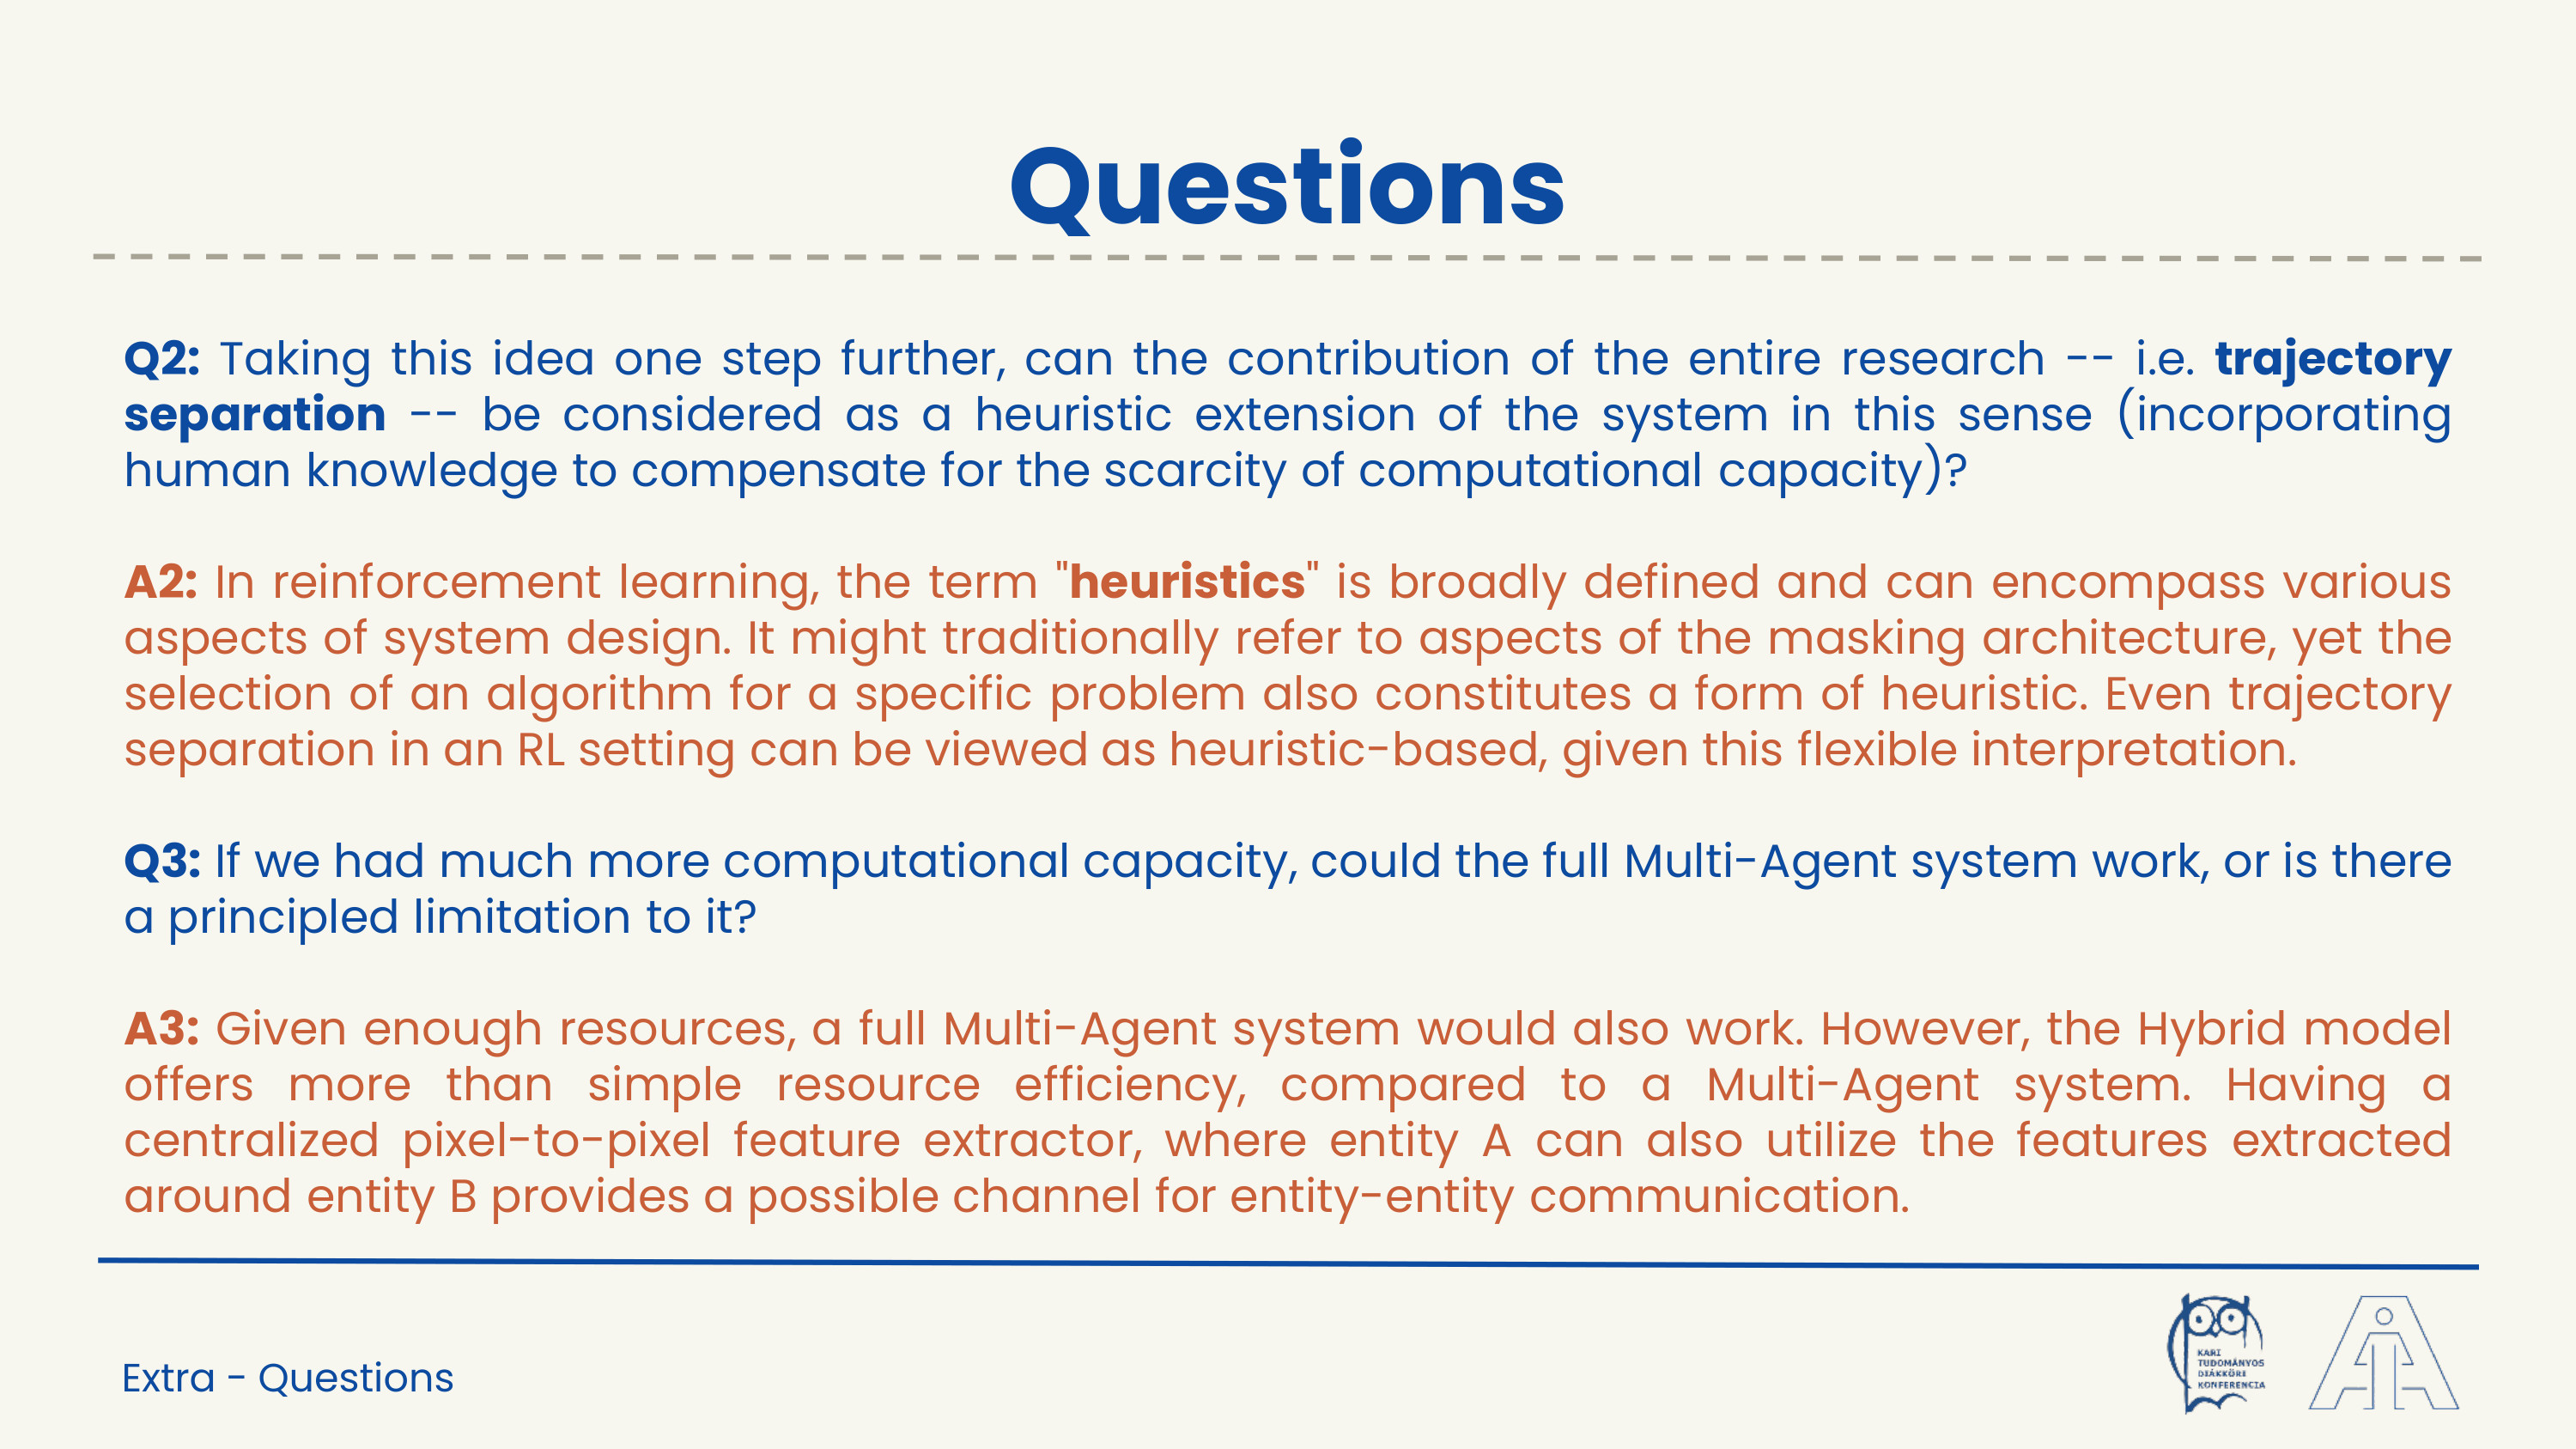 Questions
Q2: Taking this idea one step further, can the contribution of the entire research -- i.e. trajectory
separation -- be considered as a heuristic extension of the system in this sense (incorporating
human knowledge to compensate for the scarcity of computational capacity)?
A2: In reinforcement learning, the term "heuristics" is broadly defined and can encompass various
aspects of system design. It might traditionally refer to aspects of the masking architecture, yet the
selection of an algorithm for a specific problem also constitutes a form of heuristic. Even trajectory
separation in an RL setting can be viewed as heuristic-based, given this flexible interpretation.
Q3: If we had much more computational capacity, could the full Multi-Agent system work, or is there
a principled limitation to it?
A3: Given enough resources, a full Multi-Agent system would also work. However, the Hybrid model
offers more than simple resource efficiency, compared to a Multi-Agent system. Having a
centralized pixel-to-pixel feature extractor, where entity A can also utilize the features extracted
around entity B provides a possible channel for entity-entity communication.
Extra - Questions
KARI
TUDOMÁNYOS
DIÁKKÖRI
KONFERENCIA